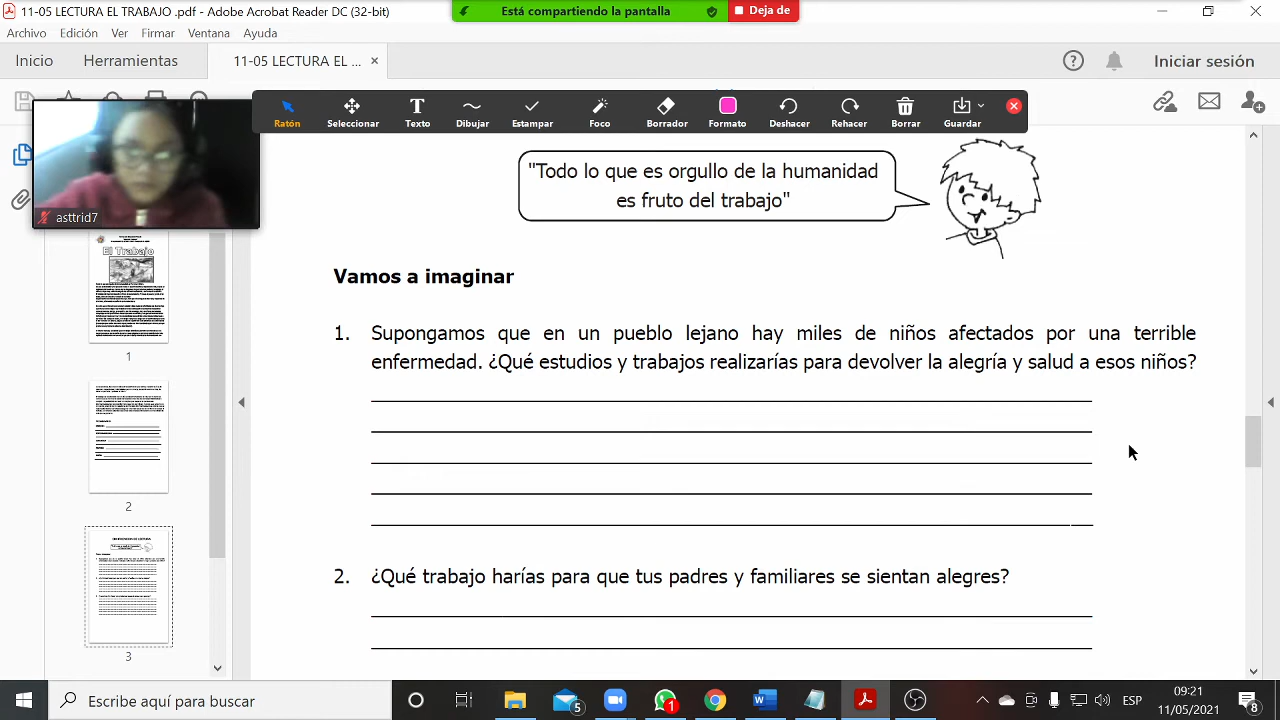 11-05 LECTURA EL TRABAJO .pdf - Adobe Acrobat Reader DC (32-bit)
Está compartiendo la pantalla
Deja de
Archivo Edición Ver Firmar Ventana Ayuda
Inicio Herramientas 11-05 LECTURA EL ... × Iniciar sesión
Ratón Seleccionar Texto Dibujar Estampar Foco Borrador Formato Deshacer Rehacer Borrar Guardar
asttrid7
"Todo lo que es orgullo de la humanidad
es fruto del trabajo"
Vamos a imaginar
1. Supongamos que en un pueblo lejano hay miles de niños afectados por una terrible
enfermedad. ¿Qué estudios y trabajos realizarías para devolver la alegría y salud a esos niños?
2. ¿Qué trabajo harías para que tus padres y familiares se sientan alegres?
El Trabajo
1
2
3
Escribe aquí para buscar
5
1
ESP
09:21
11/05/2021
8